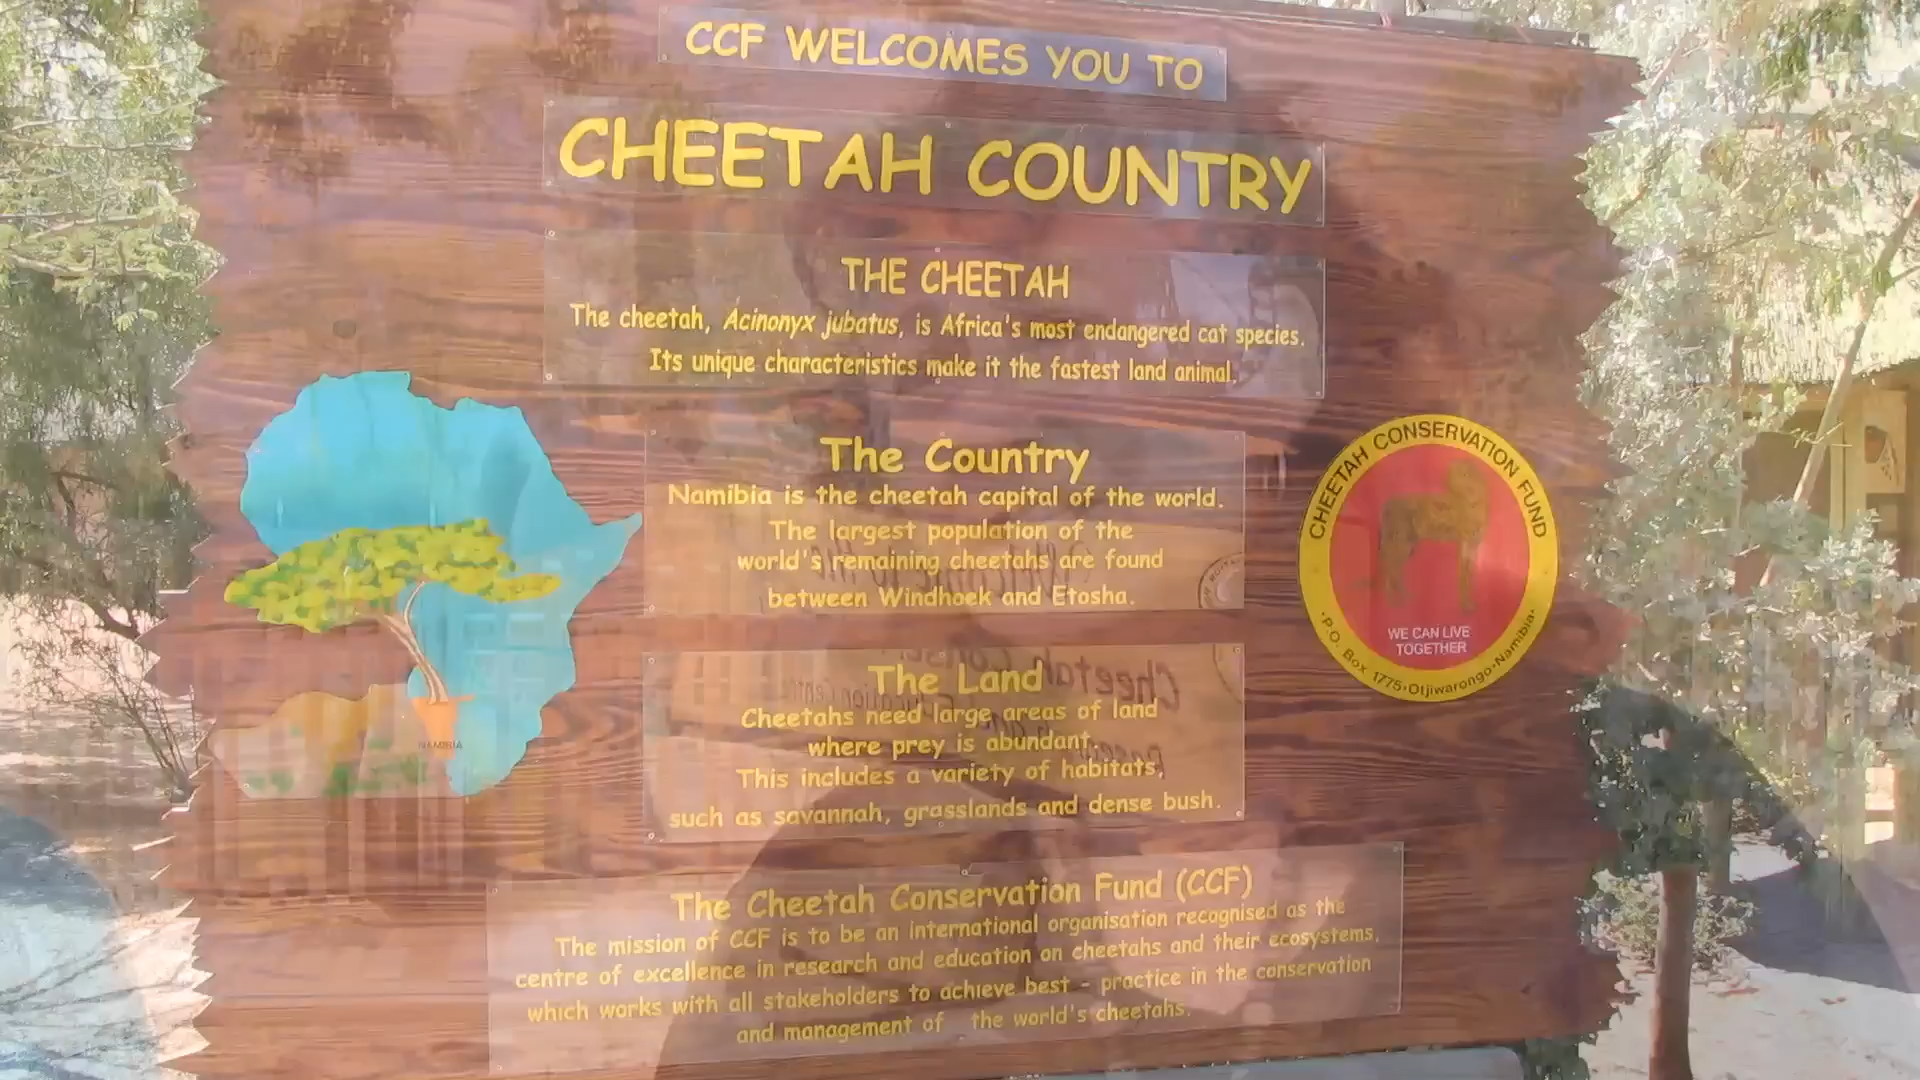 CCF WELCOMES YOU TO
CHEETAH COUNTRY
THE CHEETAH
The cheetah, Acinonyx jubatus, is Africa's most endangered cat species.
Its unique characteristics make it the fastest land animal.
The Country
Namibia is the cheetah capital of the world.
The largest population of the
world's remaining cheetahs are found
between Windhoek and Etosha.
NAMIBIA
CHEETAH CONSERVATION FUND
WE CAN LIVE
TOGETHER
•P.O. Box 1775•Otjiwarongo•Namibia•
The Land
Cheetahs need large areas of land
where prey is abundant.
This includes a variety of habitats,
such as savannah, grasslands and dense bush.
The Cheetah Conservation Fund (CCF)
The mission of CCF is to be an international organisation recognised as the
centre of excellence in research and education on cheetahs and their ecosystems,
which works with all stakeholders to achieve best - practice in the conservation
and management of the world's cheetahs.